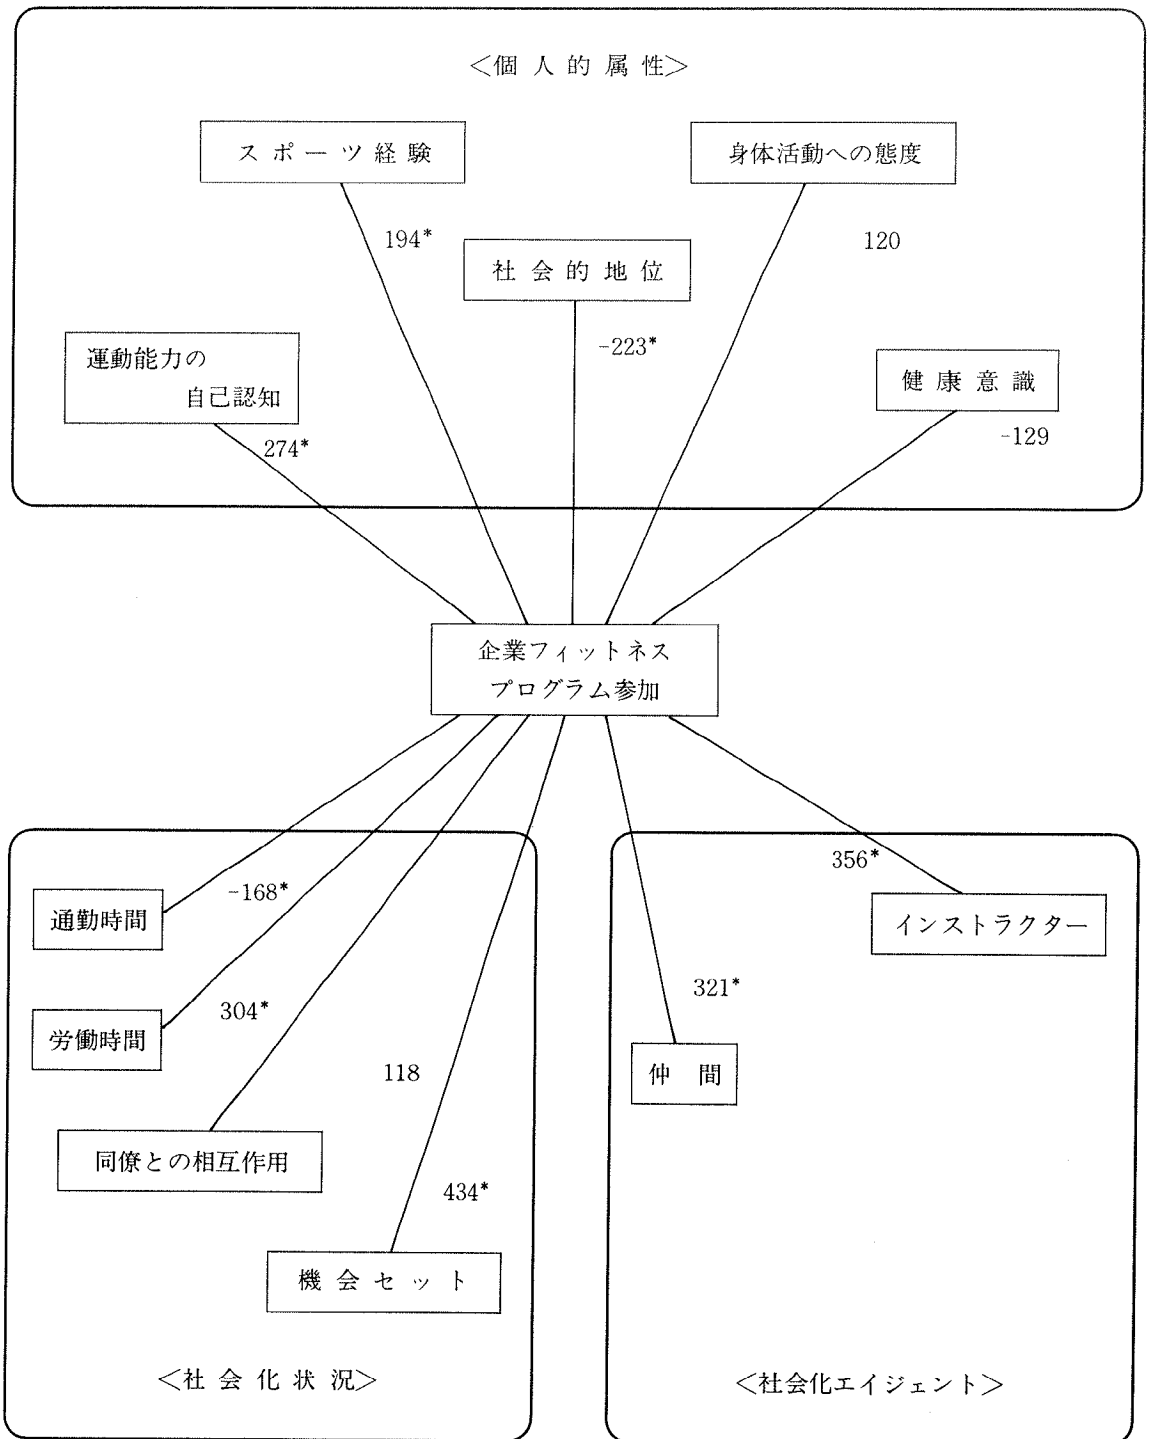 ＜個人的属性＞
スポーツ経験
身体活動への態度
194*
120
社会的地位
-223*
運動能力の
自己認知
健康意識
274*
-129
企業フィットネス
プログラム参加
356*
-168*
通勤時間
インストラクター
321*
304*
労働時間
118
仲間
同僚との相互作用
434*
機会セット
＜社会化状況＞
＜社会化エイジェント＞